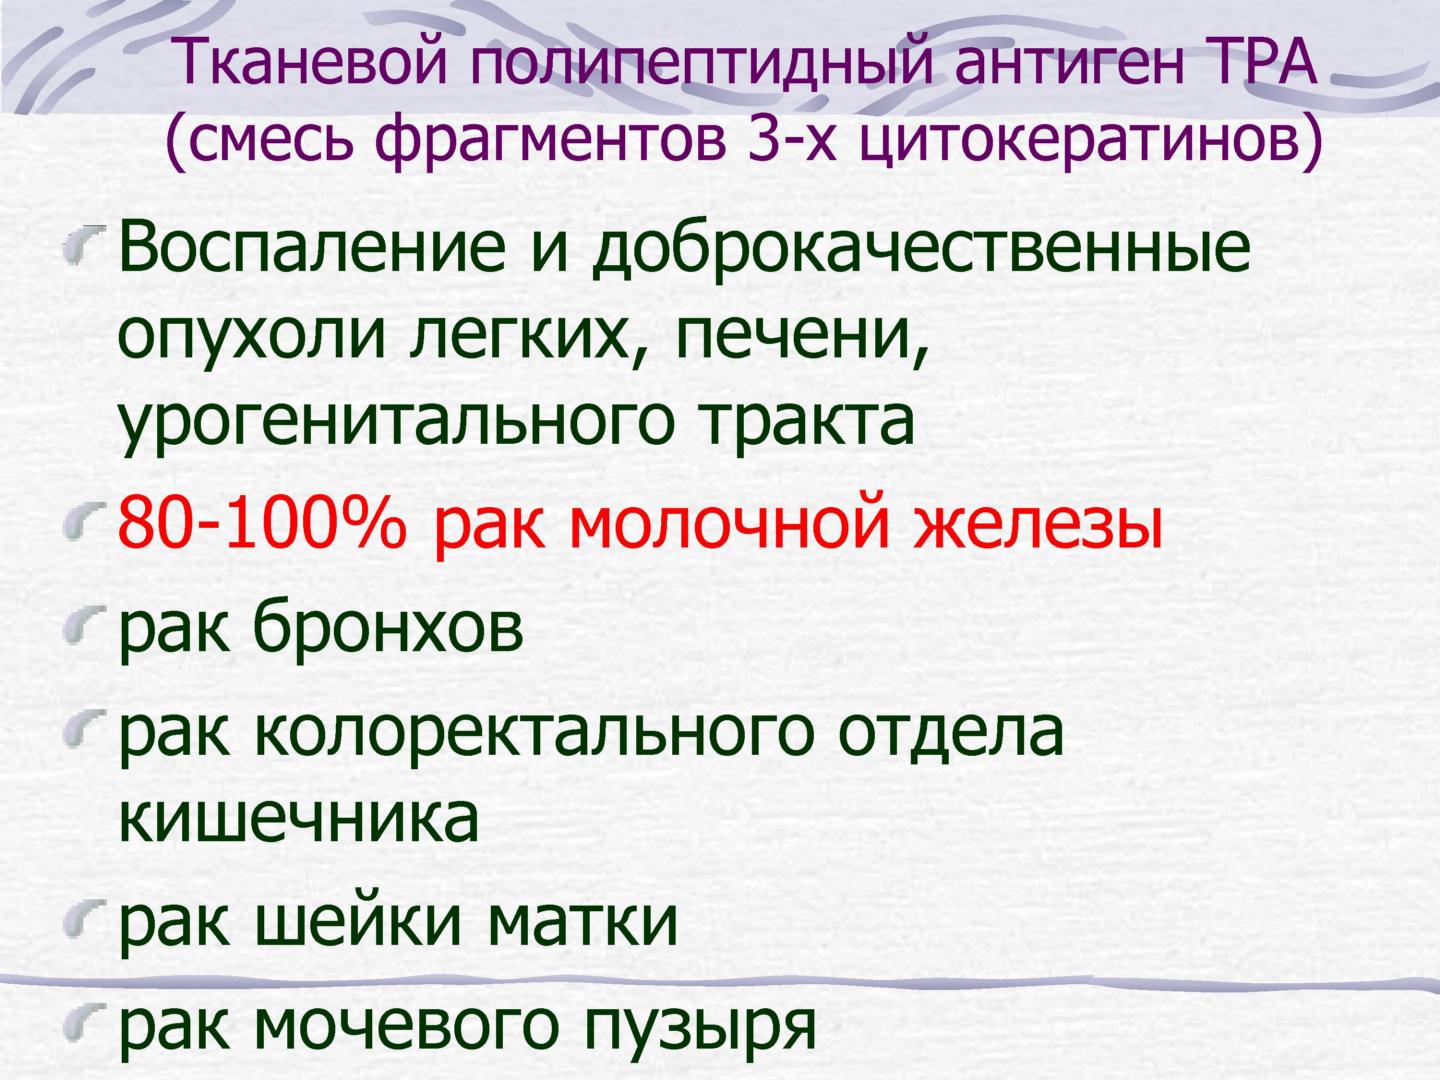 Тканевой полипептидный антиген ТРА
(смесь фрагментов 3-х цитокератинов)
Воспаление и доброкачественные
опухоли легких, печени,
урогенитального тракта
80-100% рак молочной железы
рак бронхов
рак колоректального отдела
кишечника
рак шейки матки
рак мочевого пузыря